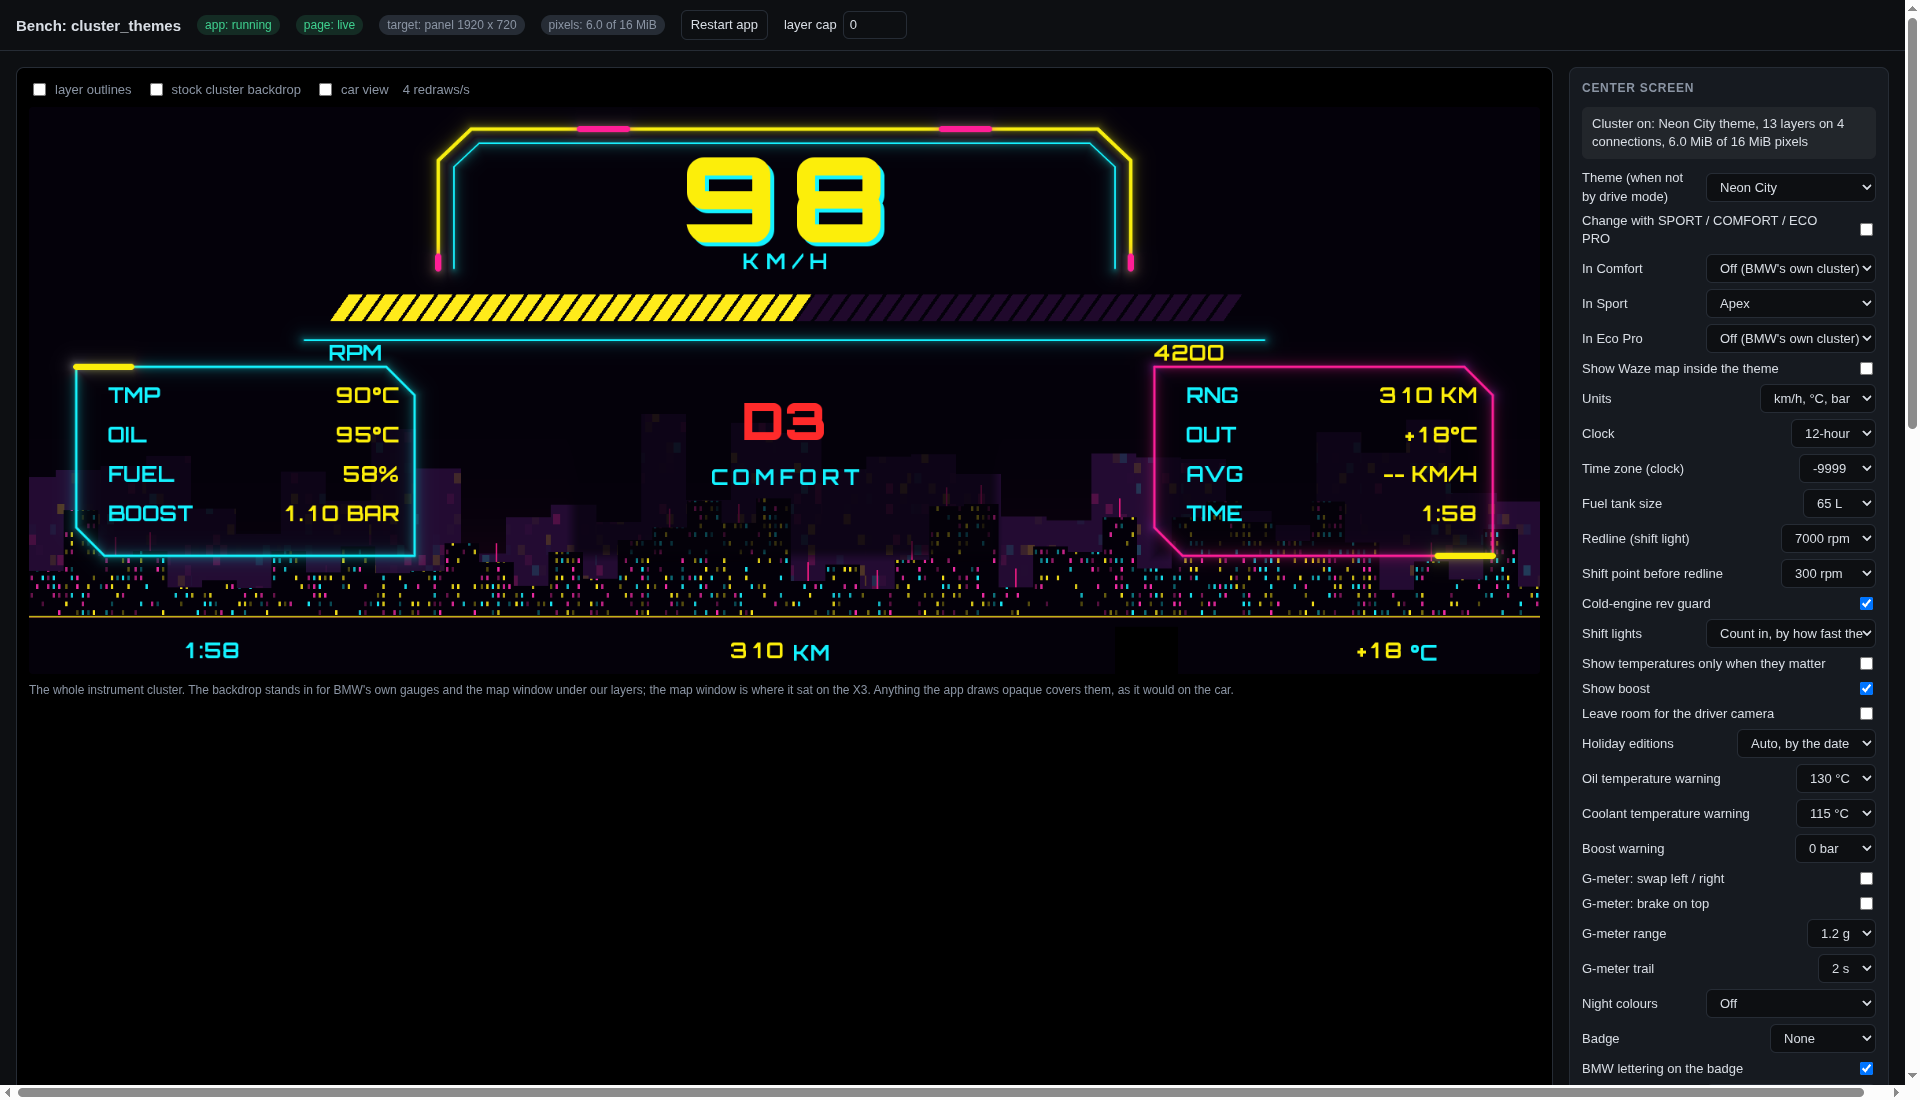 Bench: cluster_themes
app: running
page: live
target: panel 1920 x 720
pixels: 6.0 of 16 MiB
Restart app
layer cap
0
layer outlines
stock cluster backdrop
car view
4 redraws/s
98
KM/H
RPM
4200
TMP 90°C
OIL 95°C
FUEL 58%
BOOST 1.10 BAR
D3
COMFORT
RNG 310 KM
OUT +18°C
AVG -- KM/H
TIME 1:58
1:58
310 KM
+18 °C
The whole instrument cluster. The backdrop stands in for BMW's own gauges and the map window under our layers; the map window is where it sat on the X3. Anything the app draws opaque covers them, as it would on the car.
CENTER SCREEN
Cluster on: Neon City theme, 13 layers on 4
connections, 6.0 MiB of 16 MiB pixels
Theme (when not
by drive mode)
Neon City
Change with SPORT / COMFORT / ECO
PRO
In Comfort
Off (BMW's own cluster)
In Sport
Apex
In Eco Pro
Off (BMW's own cluster)
Show Waze map inside the theme
Units
km/h, °C, bar
Clock
12-hour
Time zone (clock)
-9999
Fuel tank size
65 L
Redline (shift light)
7000 rpm
Shift point before redline
300 rpm
Cold-engine rev guard
Shift lights
Count in, by how fast the
Show temperatures only when they matter
Show boost
Leave room for the driver camera
Holiday editions
Auto, by the date
Oil temperature warning
130 °C
Coolant temperature warning
115 °C
Boost warning
0 bar
G-meter: swap left / right
G-meter: brake on top
G-meter range
1.2 g
G-meter trail
2 s
Night colours
Off
Badge
None
BMW lettering on the badge